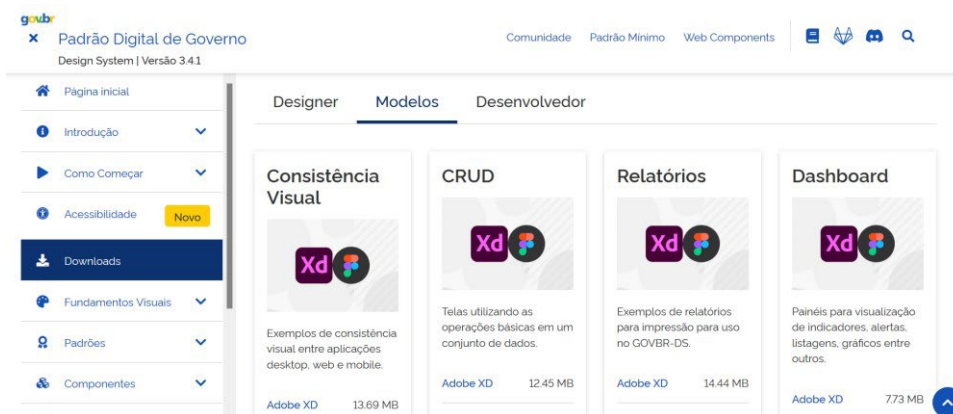 govbr
Padrão Digital de Governo
Design System | Versão 3.4.1
Comunidade Padrão Mínimo Web Components
Página inicial
Introdução
Como Começar
Acessibilidade Novo
Downloads
Fundamentos Visuais
Padrões
Componentes
Designer Modelos Desenvolvedor
Consistência
Visual
Xd
Exemplos de consistência
visual entre aplicações
desktop, web e mobile.
Adobe XD 13.69 MB
CRUD
Xd
Telas utilizando as
operações básicas em um
conjunto de dados.
Adobe XD 12.45 MB
Relatórios
Xd
Exemplos de relatórios
para impressão para uso
no GOVBR-DS.
Adobe XD 14.44 MB
Dashboard
Xd
Painéis para visualização
de indicadores, alertas,
listagens, gráficos entre
outros.
Adobe XD 7.73 MB